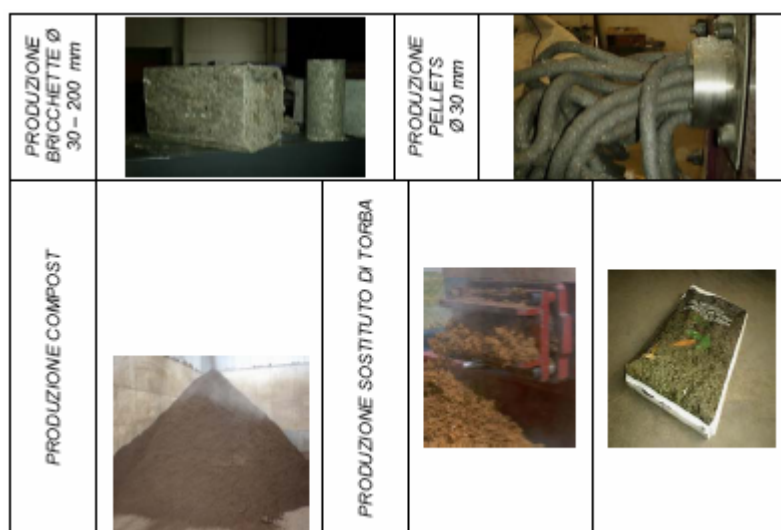 PRODUZIONE
BRICCHETTE Ø
30 – 200 mm
PRODUZIONE
PELLETS
Ø 30 mm
PRODUZIONE COMPOST
PRODUZIONE SOSTITUTO DI TORBA